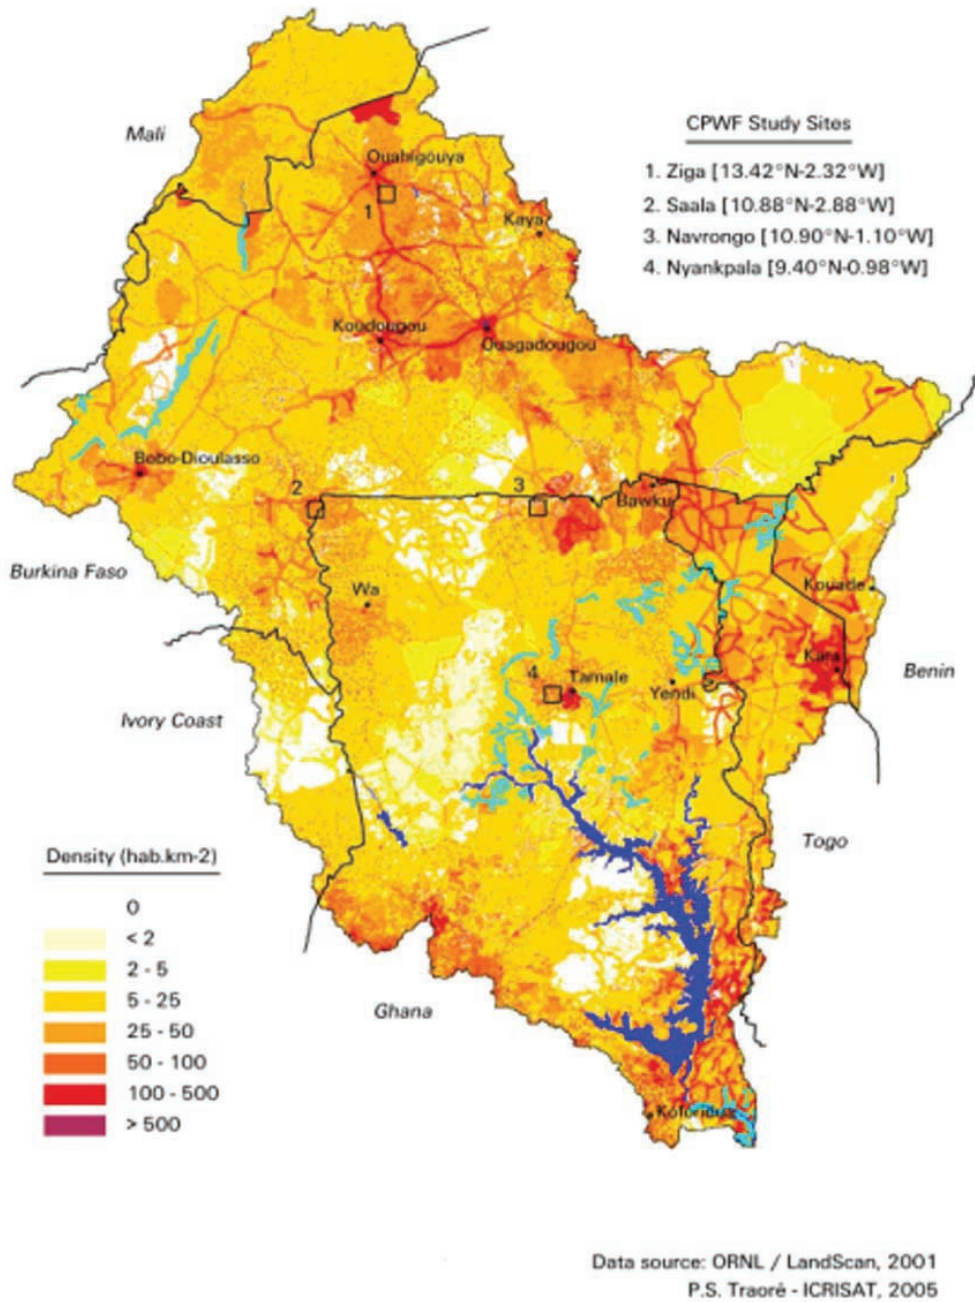 Mali
CPWF Study Sites
1. Ziga [13.42°N-2.32°W]
2. Saala [10.88°N-2.88°W]
3. Navrongo [10.90°N-1.10°W]
4. Nyankpala [9.40°N-0.98°W]
Ouahigouya
1
Kaya
Koudougou
Ouagadougou
Bobo-Dioulasso
2
3
Bawku
Burkina Faso
Wa
Kouade
Kara
Benin
4
Tamale
Yendi
Ivory Coast
Togo
Density (hab.km-2)
0
< 2
2 - 5
5 - 25
25 - 50
50 - 100
100 - 500
> 500
Ghana
Koforidua
Data source: ORNL / LandScan, 2001
P.S. Traoré - ICRISAT, 2005